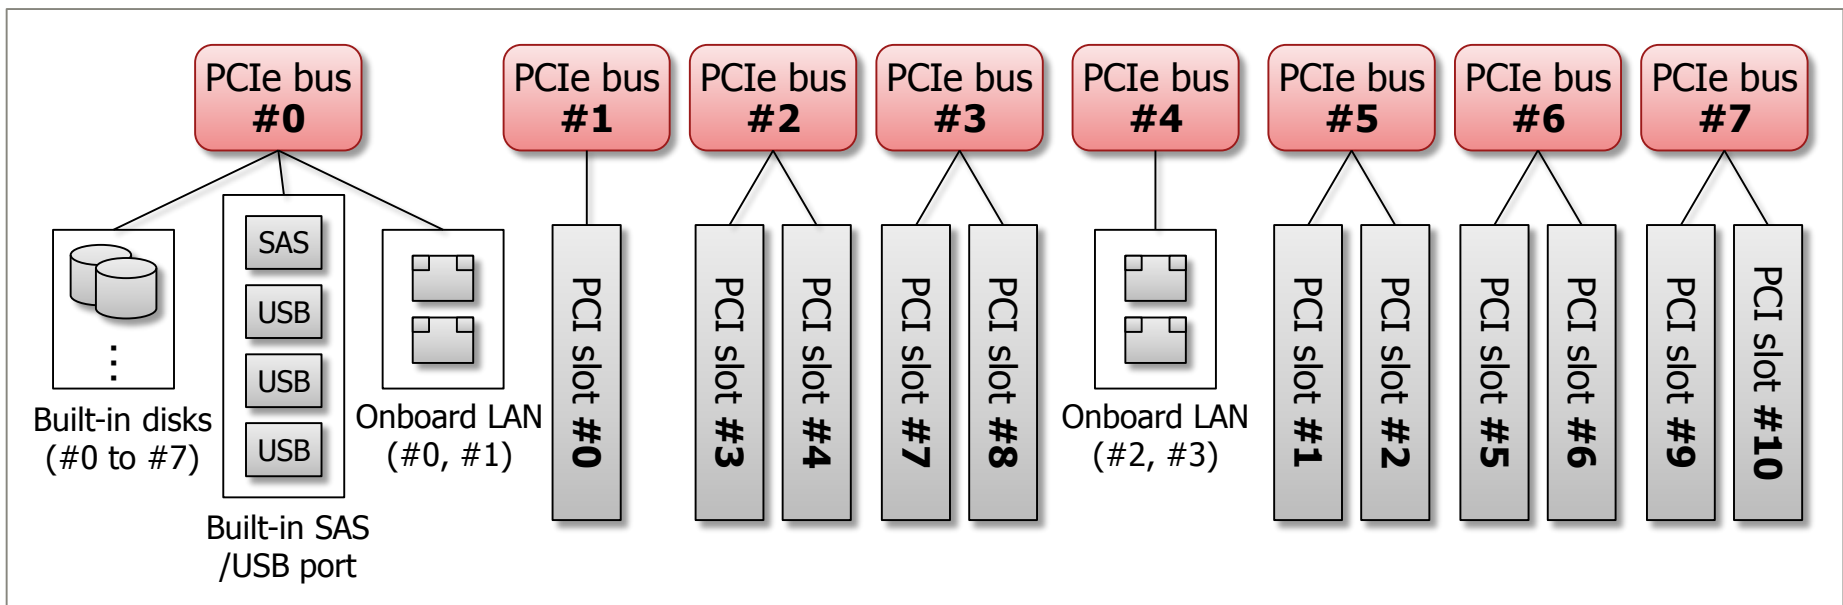 PCIe bus
#0
PCIe bus
#1
PCIe bus
#2
PCIe bus
#3
PCIe bus
#4
PCIe bus
#5
PCIe bus
#6
PCIe bus
#7
SAS
USB
USB
USB
Built-in disks
(#0 to #7)
Built-in SAS
/USB port
Onboard LAN
(#0, #1)
PCI slot #0
PCI slot #3
PCI slot #4
PCI slot #7
PCI slot #8
Onboard LAN
(#2, #3)
PCI slot #1
PCI slot #2
PCI slot #5
PCI slot #6
PCI slot #9
PCI slot #10